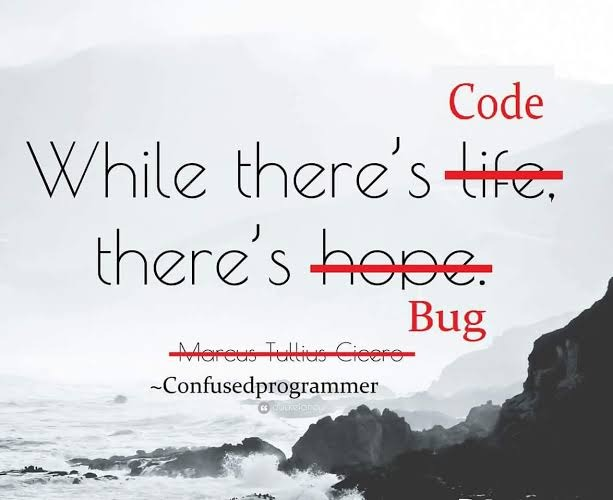 Code
While there's life,
there's hope.
Bug
Marcus Tullius Cicero
~Confusedprogrammer